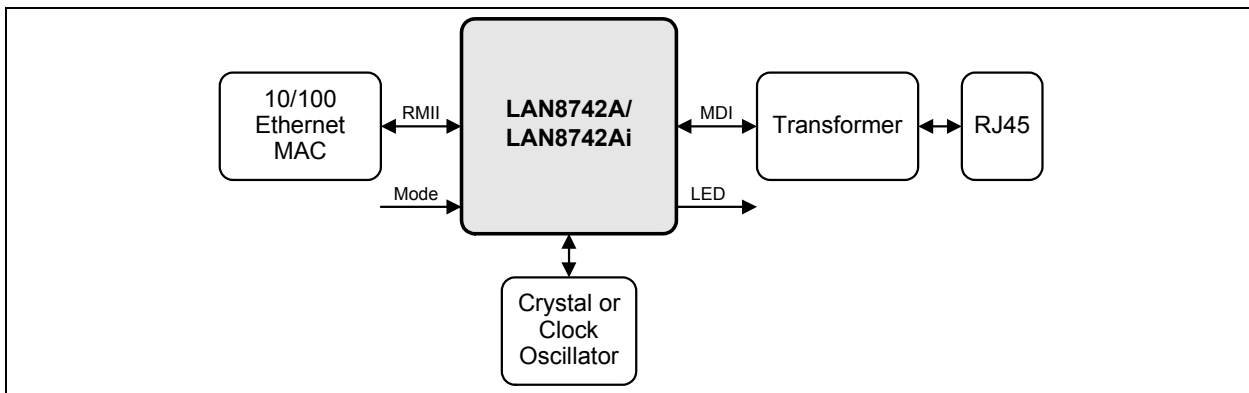 10/100
Ethernet
MAC
RMII
Mode
LAN8742A/
LAN8742Ai
MDI
LED
Transformer
RJ45
Crystal or
Clock
Oscillator